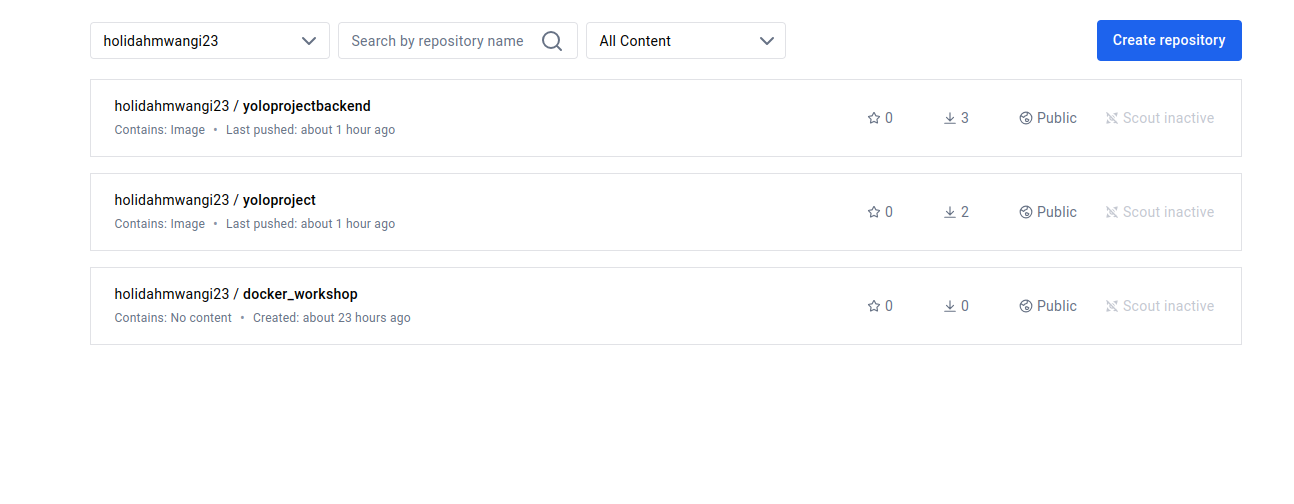 holidahmwangi23 Search by repository name All Content Create repository
holidahmwangi23 / yoloprojectbackend
Contains: Image • Last pushed: about 1 hour ago
0 3 Public Scout inactive
holidahmwangi23 / yoloproject
Contains: Image • Last pushed: about 1 hour ago
0 2 Public Scout inactive
holidahmwangi23 / docker_workshop
Contains: No content • Created: about 23 hours ago
0 0 Public Scout inactive